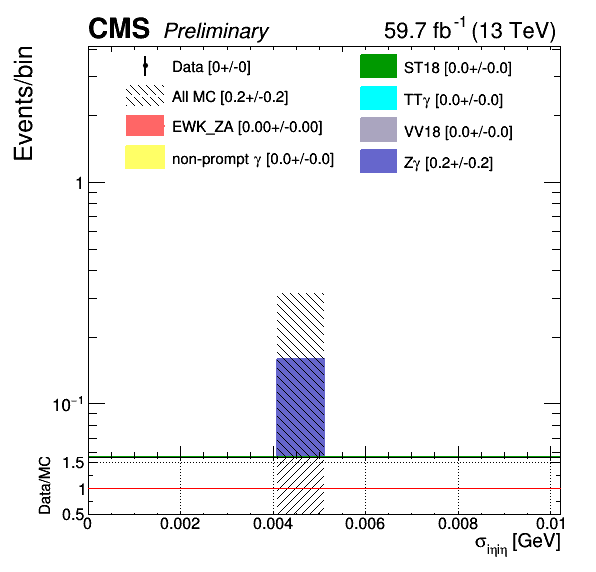 CMS Preliminary 59.7 fb⁻¹ (13 TeV)
Events/bin
Data [0+/-0]
All MC [0.2+/-0.2]
EWK_ZA [0.00+/-0.00]
non-prompt γ [0.0+/-0.0]
ST18 [0.0+/-0.0]
TTγ [0.0+/-0.0]
VV18 [0.0+/-0.0]
Zγ [0.2+/-0.2]
1
10⁻¹
Data/MC
1.5
1
0.5
0 0.002 0.004 0.006 0.008 0.01
σiηiη [GeV]